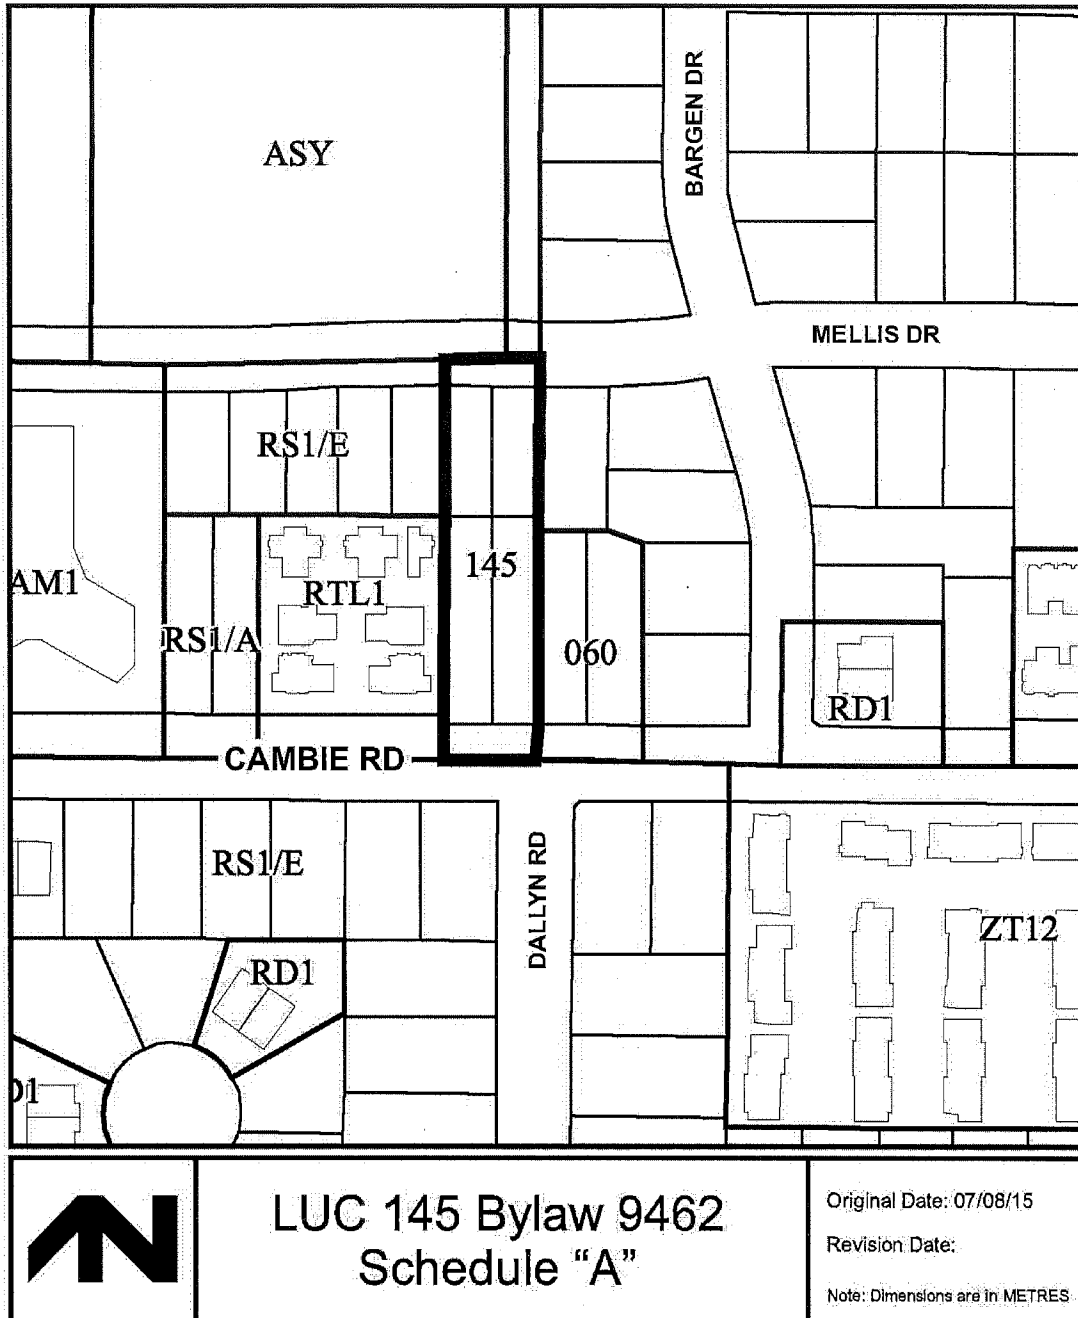 ASY
BARGEN DR
MELLIS DR
RS1/E
145
AM1
RTL1
RS1/A
060
RD1
CAMBIE RD
RS1/E
DALLYN RD
ZT12
RD1
D1
LUC 145 Bylaw 9462
Schedule “A”
Original Date: 07/08/15
Revision Date:
Note: Dimensions are in METRES